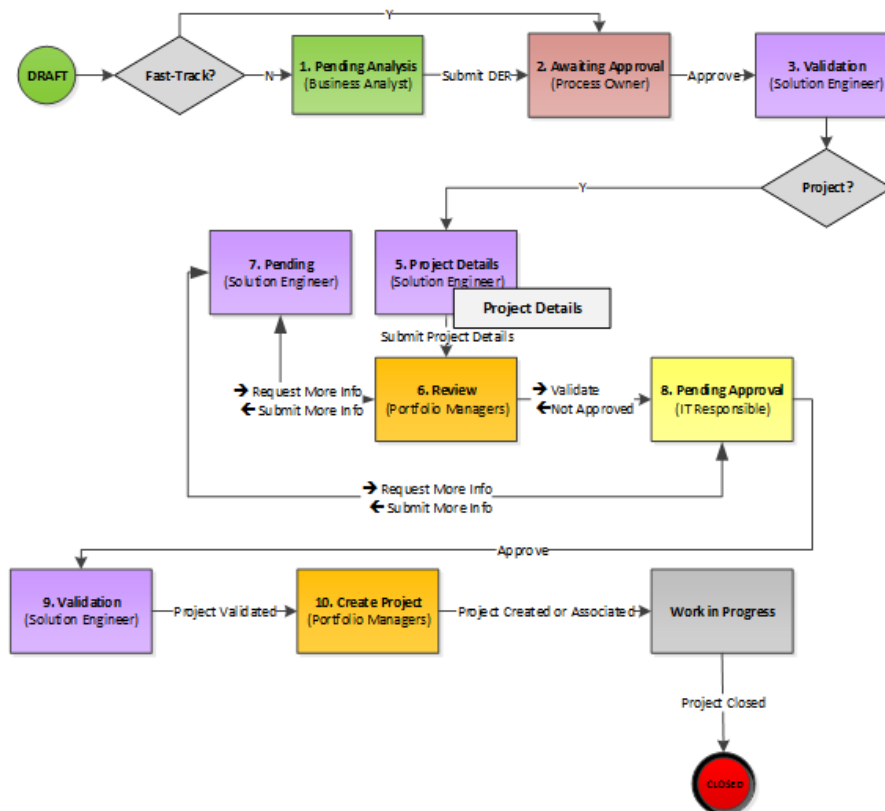 Y
DRAFT
Fast-Track?
N
1. Pending Analysis
(Business Analyst)
Submit DER
2. Awaiting Approval
(Process Owner)
Approve
3. Validation
(Solution Engineer)
Project?
Y
7. Pending
(Solution Engineer)
5. Project Details
(Solution Engineer)
Project Details
Submit Project Details
→ Request More Info
← Submit More Info
6. Review
(Portfolio Managers)
→ Validate
←Not Approved
8. Pending Approval
(IT Responsible)
→ Request More Info
← Submit More Info
Approve
9. Validation
(Solution Engineer)
Project Validated
10. Create Project
(Portfolio Managers)
Project Created or Associated
Work in Progress
Project Closed
CLOSED